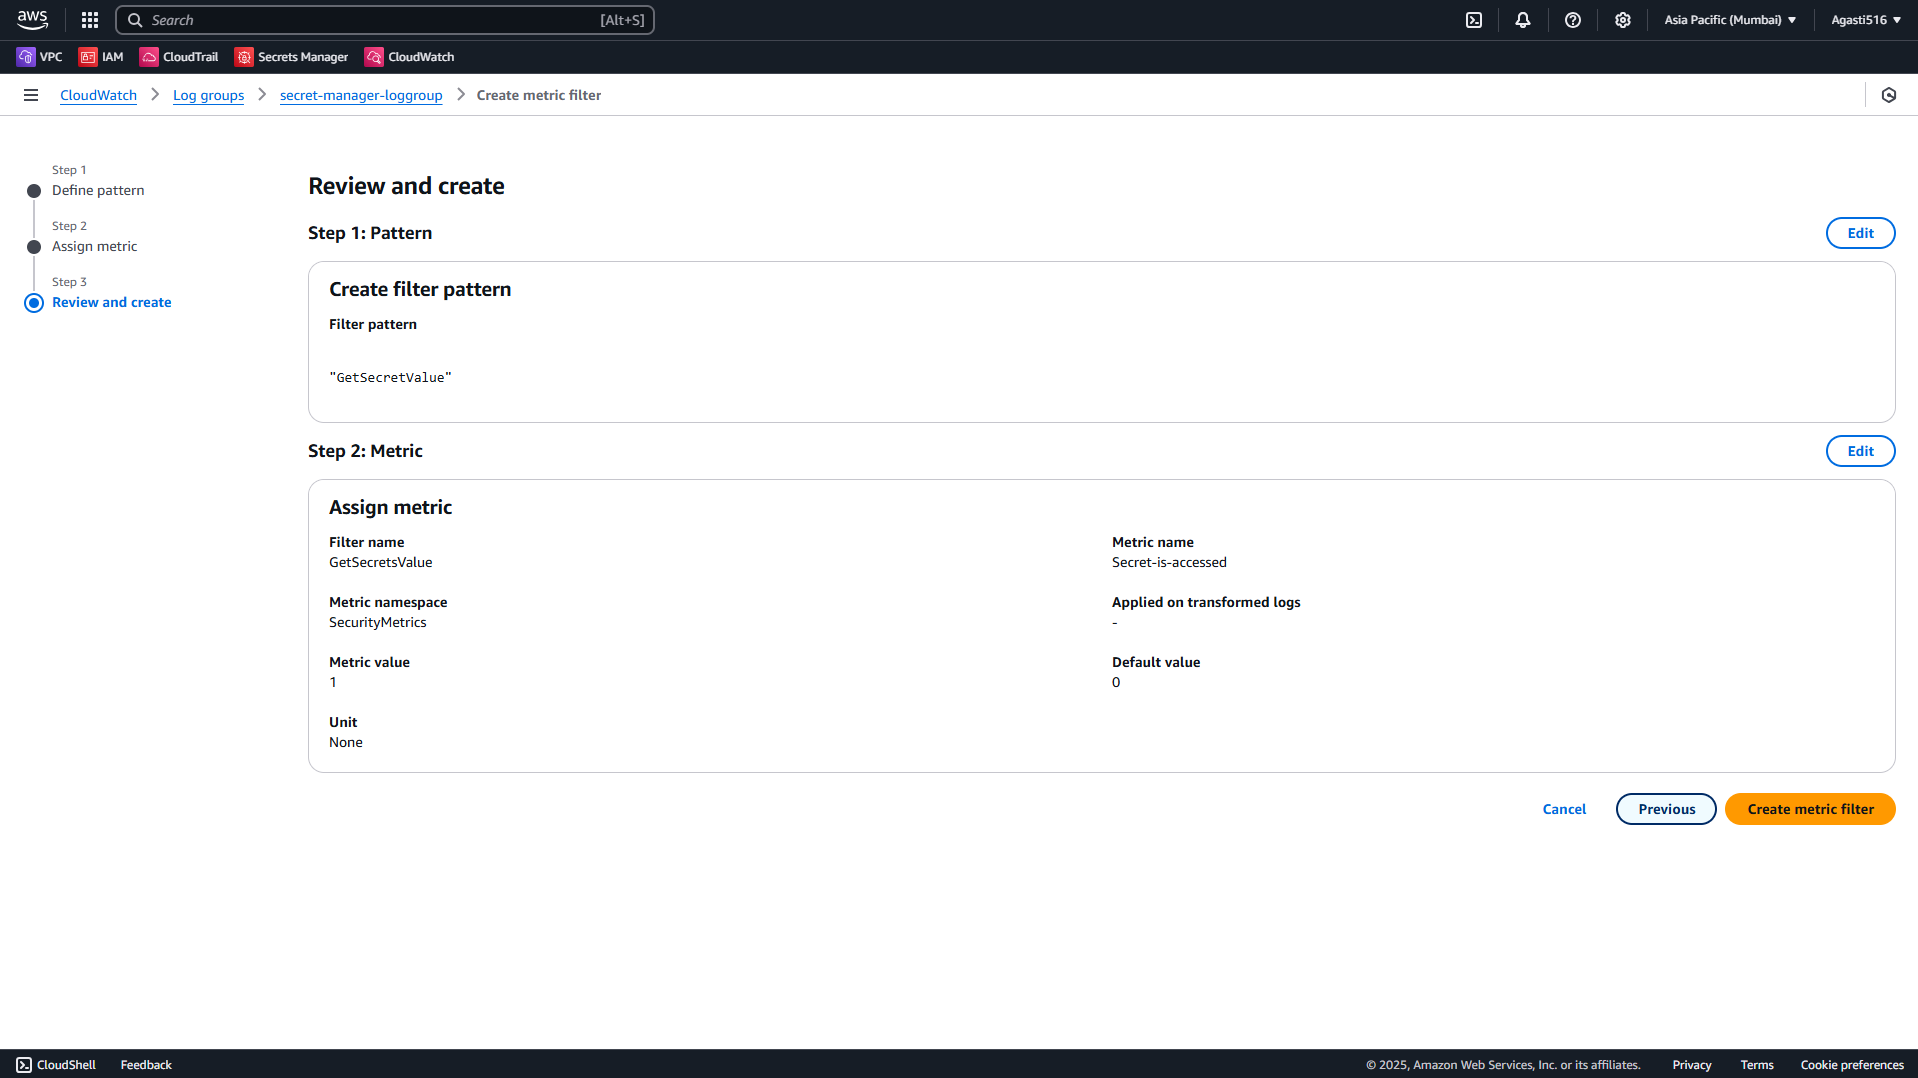 aws
Search [Alt+S]
Asia Pacific (Mumbai)
Agasti516
VPC
IAM
CloudTrail
Secrets Manager
CloudWatch
CloudWatch > Log groups > secret-manager-loggroup > Create metric filter
Step 1
Define pattern
Step 2
Assign metric
Step 3
Review and create
Review and create
Step 1: Pattern
Edit
Create filter pattern
Filter pattern
"GetSecretValue"
Step 2: Metric
Edit
Assign metric
Filter name
GetSecretsValue
Metric name
Secret-is-accessed
Metric namespace
SecurityMetrics
Applied on transformed logs
-
Metric value
1
Default value
0
Unit
None
Cancel
Previous
Create metric filter
CloudShell
Feedback
© 2025, Amazon Web Services, Inc. or its affiliates.
Privacy
Terms
Cookie preferences